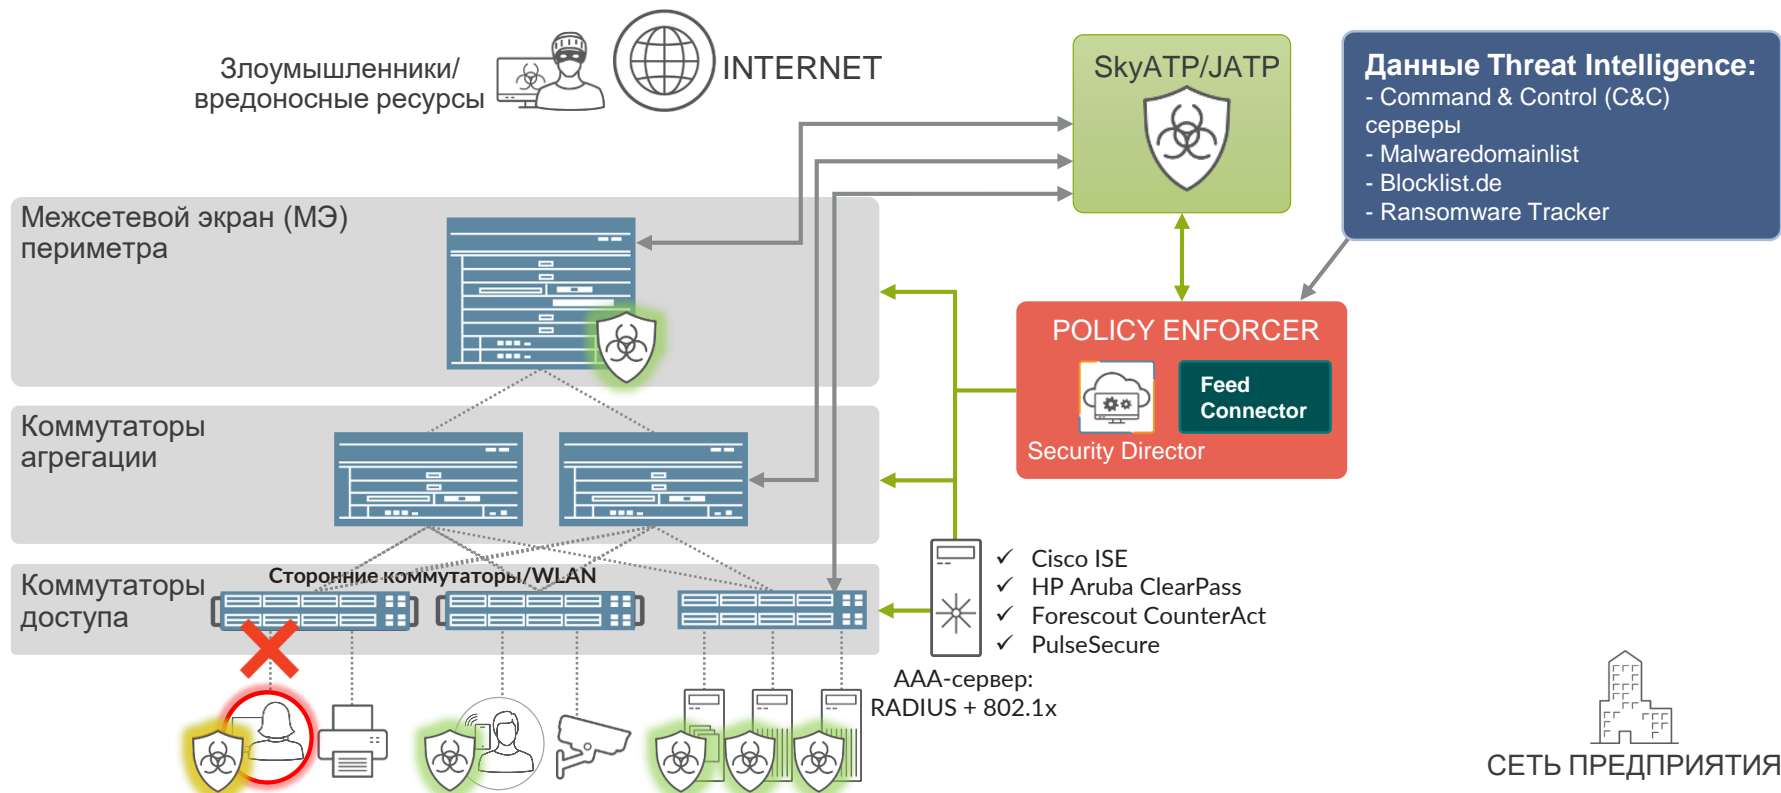 Злоумышленники/
вредоносные ресурсы
INTERNET
SkyATP/JATP
Данные Threat Intelligence:
- Command & Control (C&C)
серверы
- Malwaredomainlist
- Blocklist.de
- Ransomware Tracker
Межсетевой экран (МЭ)
периметра
POLICY ENFORCER
Feed
Connector
Security Director
Коммутаторы
агрегации
Коммутаторы
доступа
Сторонние коммутаторы/WLAN
✓ Cisco ISE
✓ HP Aruba ClearPass
✓ Forescout CounterAct
✓ PulseSecure
ААА-сервер:
RADIUS + 802.1x
СЕТЬ ПРЕДПРИЯТИЯ